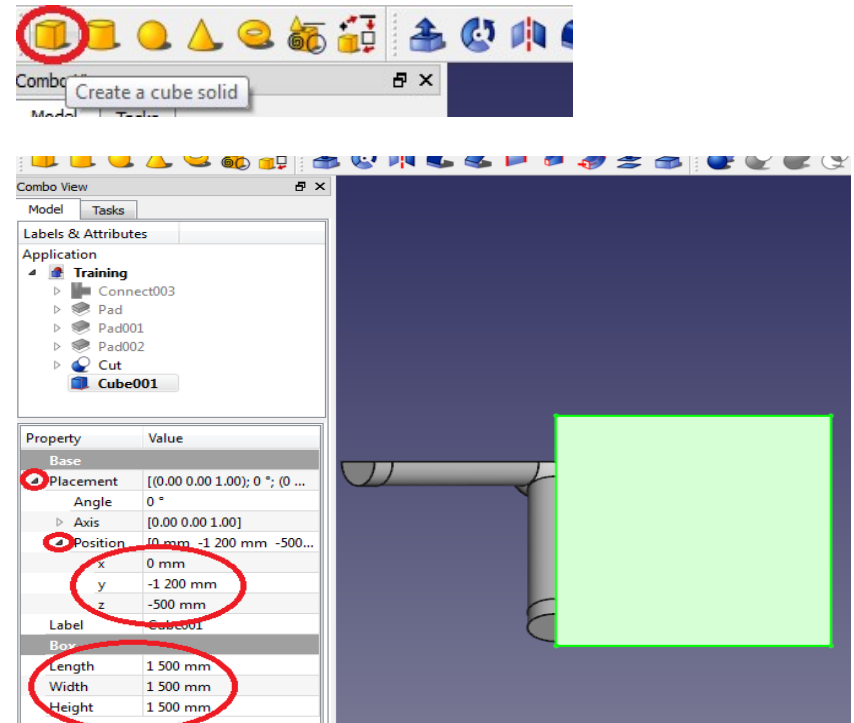 Combo
Create a cube solid
Model Tasks
Combo View
Model Tasks
Labels & Attributes
Application
Training
Connect003
Pad
Pad001
Pad002
Cut
Cube001
Property Value
Base
Placement [(0.00 0.00 1.00); 0 °; (0 ...
Angle 0 °
Axis [0.00 0.00 1.00]
Position [0 mm -1 200 mm -500...
x 0 mm
y -1 200 mm
z -500 mm
Label Cube001
Box
Length 1 500 mm
Width 1 500 mm
Height 1 500 mm